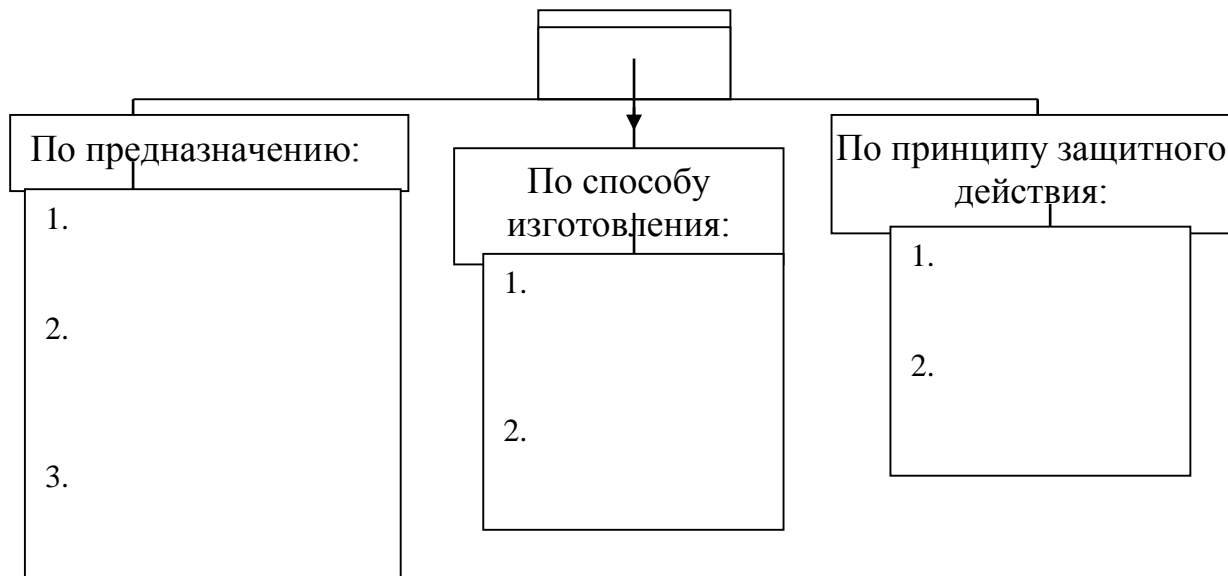 По предназначению:
1.
2.
3.
По способу
изготовления:
1.
2.
По принципу защитного
действия:
1.
2.